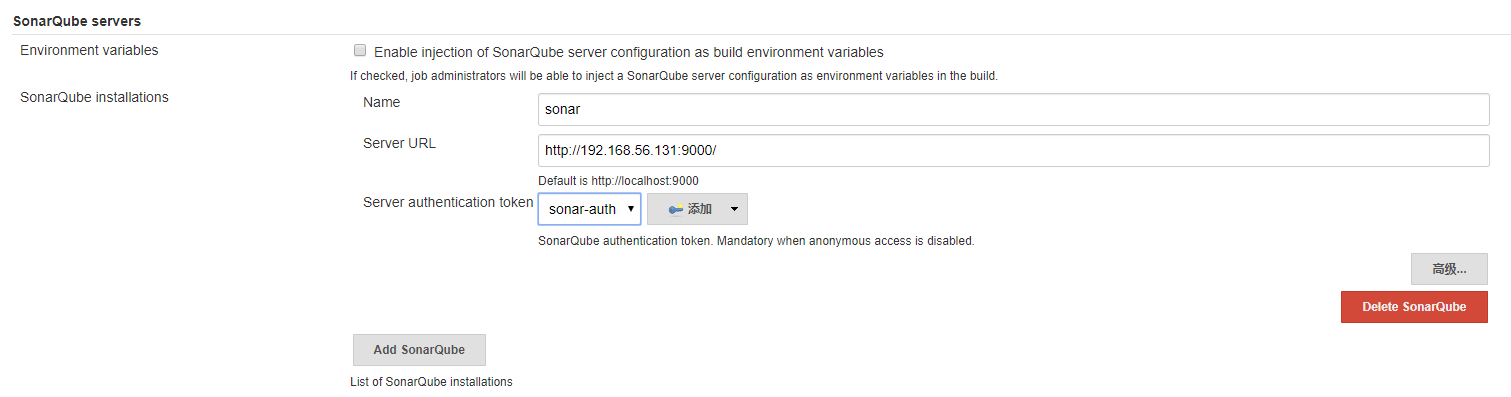 SonarQube servers
Environment variables
Enable injection of SonarQube server configuration as build environment variables
If checked, job administrators will be able to inject a SonarQube server configuration as environment variables in the build.
SonarQube installations
Name
sonar
Server URL
http://192.168.56.131:9000/
Default is http://localhost:9000
Server authentication token
sonar-auth
添加
SonarQube authentication token. Mandatory when anonymous access is disabled.
高级...
Delete SonarQube
Add SonarQube
List of SonarQube installations